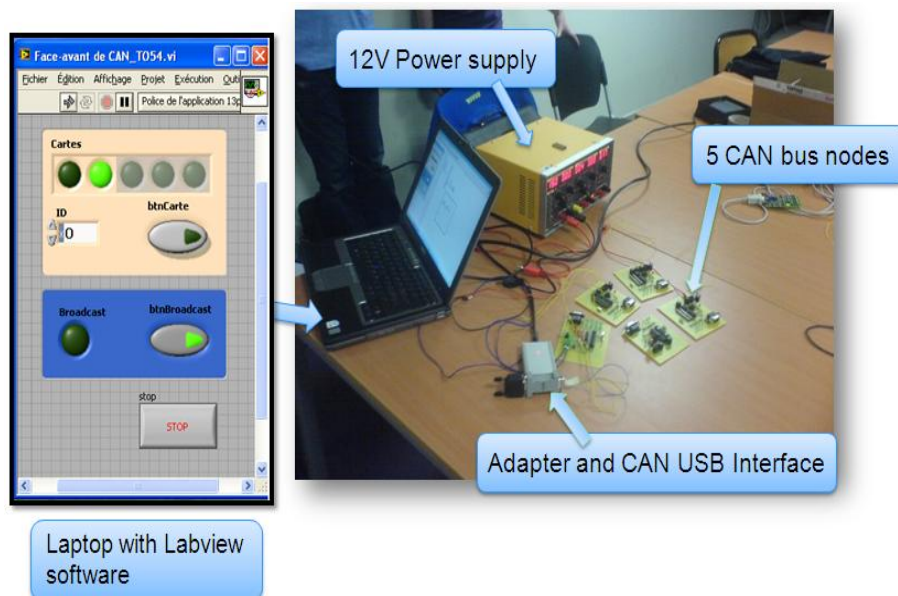 Face-avant de CAN_TO54.vi
Fichier Édition Affichage Projet Exécution Outi
Police de l'application 13p
Cartes
ID
btnCarte
0
Broadcast
btnBroadcast
stop
STOP
12V Power supply
5 CAN bus nodes
Adapter and CAN USB Interface
Laptop with Labview
software